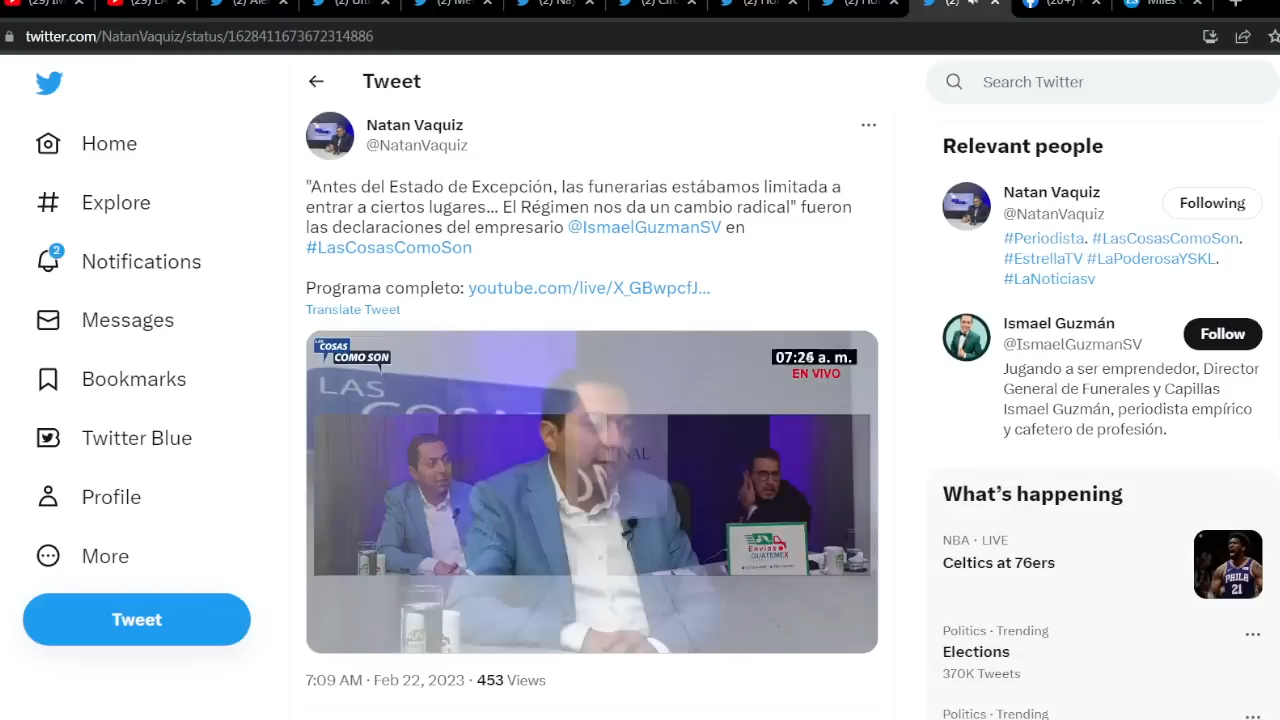 twitter.com/NatanVaquiz/status/1628411673672314886
Tweet
Search Twitter
Home
Explore
2
Notifications
Messages
Bookmarks
Twitter Blue
Profile
More
Tweet
Natan Vaquiz
@NatanVaquiz
"Antes del Estado de Excepción, las funerarias estábamos limitada a
entrar a ciertos lugares... El Régimen nos da un cambio radical" fueron
las declaraciones del empresario @IsmaelGuzmanSV en
#LasCosasComoSon
Programa completo: youtube.com/live/X_GBwpcfJ...
Translate Tweet
LAS
COSAS
COMO SON
07:26 a. m.
EN VIVO
LAS
Envios
GUATEMEX
7:09 AM · Feb 22, 2023 · 453 Views
Relevant people
Natan Vaquiz
@NatanVaquiz
Following
#Periodista. #LasCosasComoSon.
#EstrellaTV #LaPoderosaYSKL.
#LaNoticiasv
Ismael Guzmán
@IsmaelGuzmanSV
Follow
Jugando a ser emprendedor, Director
General de Funerales y Capillas
Ismael Guzmán, periodista empírico
y cafetero de profesión.
What's happening
NBA · LIVE
Celtics at 76ers
PHILA
21
Politics · Trending
Elections
370K Tweets
Politics · Trending